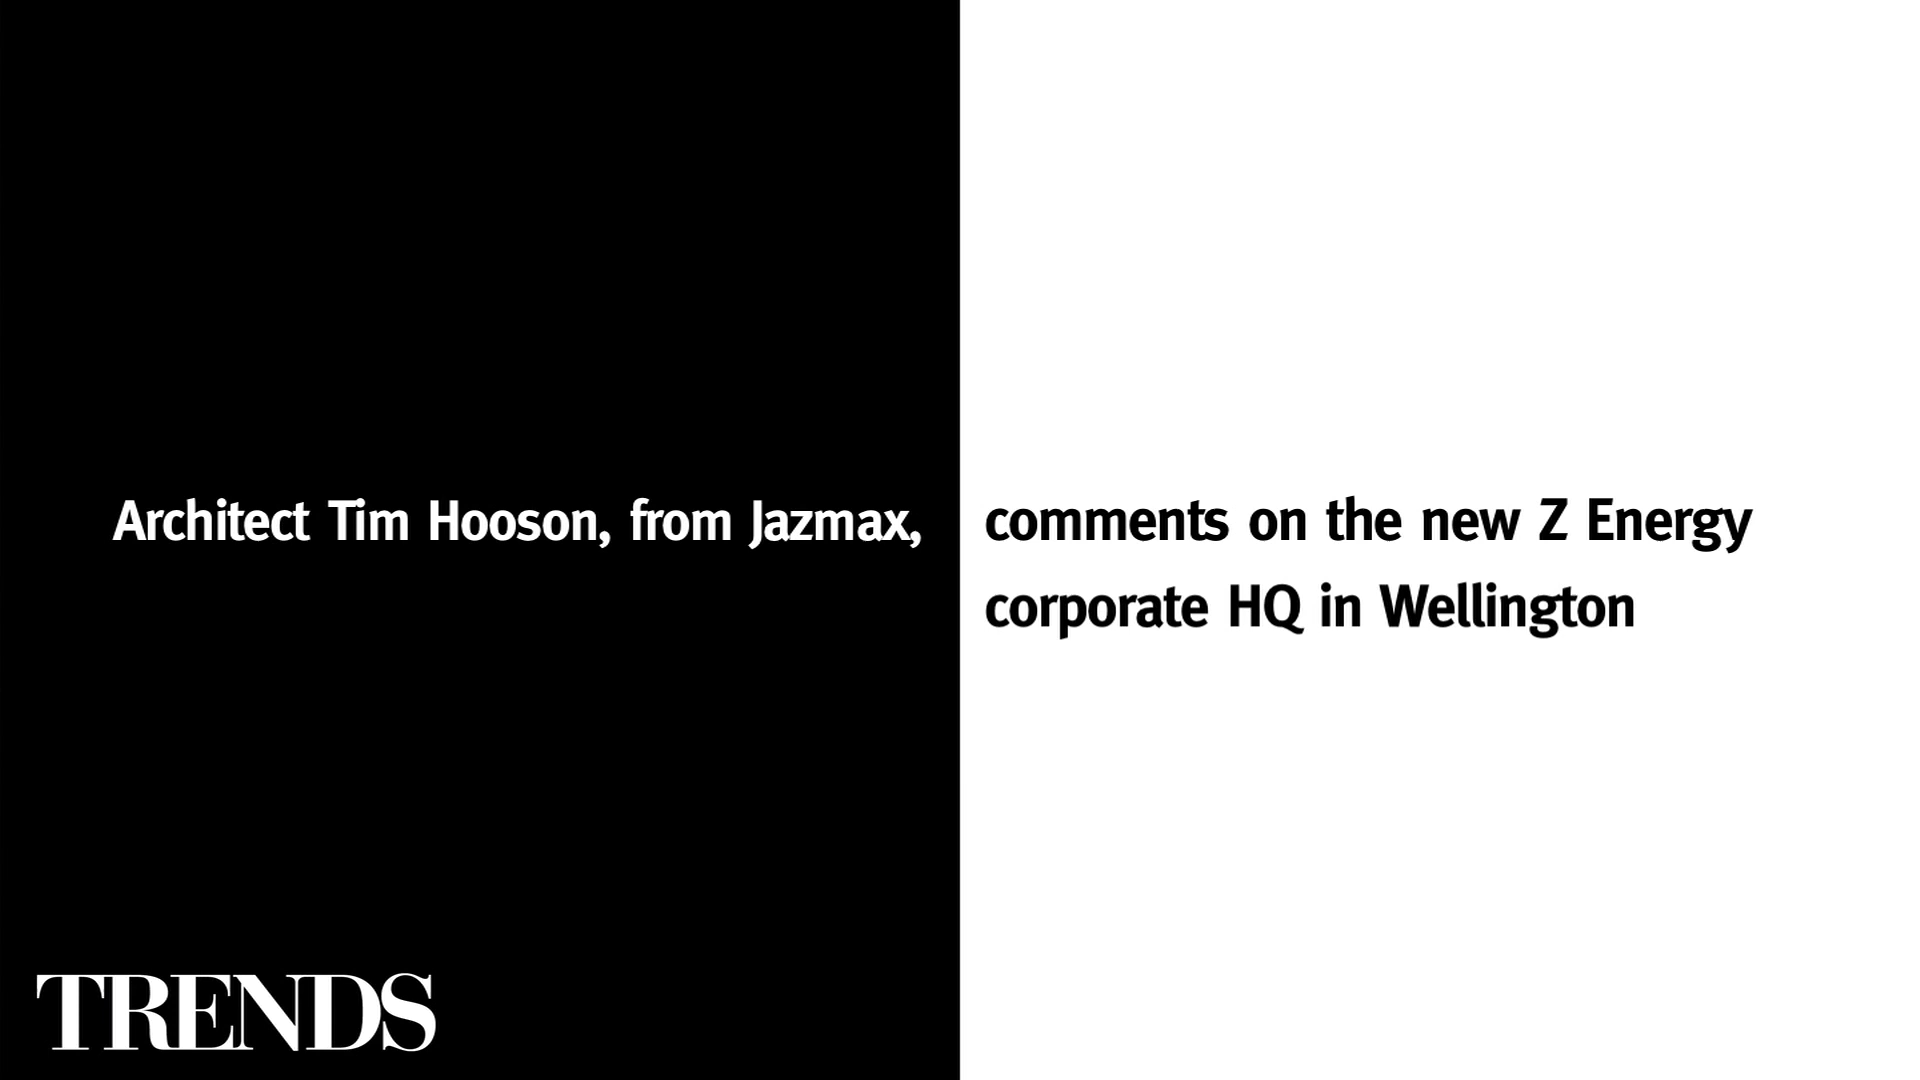 Architect Tim Hooson, from Jazmax,
comments on the new Z Energy
corporate HQ in Wellington
TRENDS